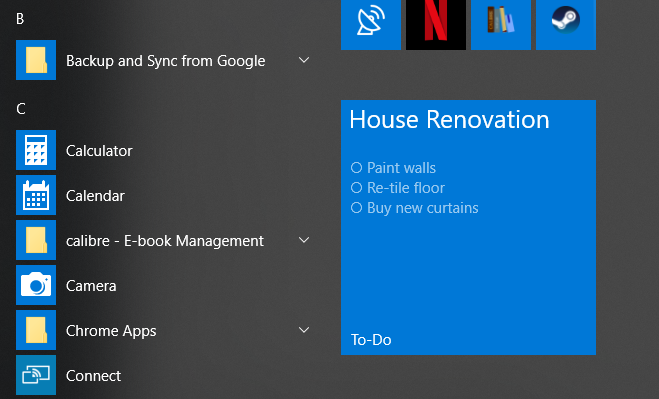 B
Backup and Sync from Google
C
Calculator
Calendar
calibre - E-book Management
Camera
Chrome Apps
Connect
House Renovation
Paint walls
Re-tile floor
Buy new curtains
To-Do